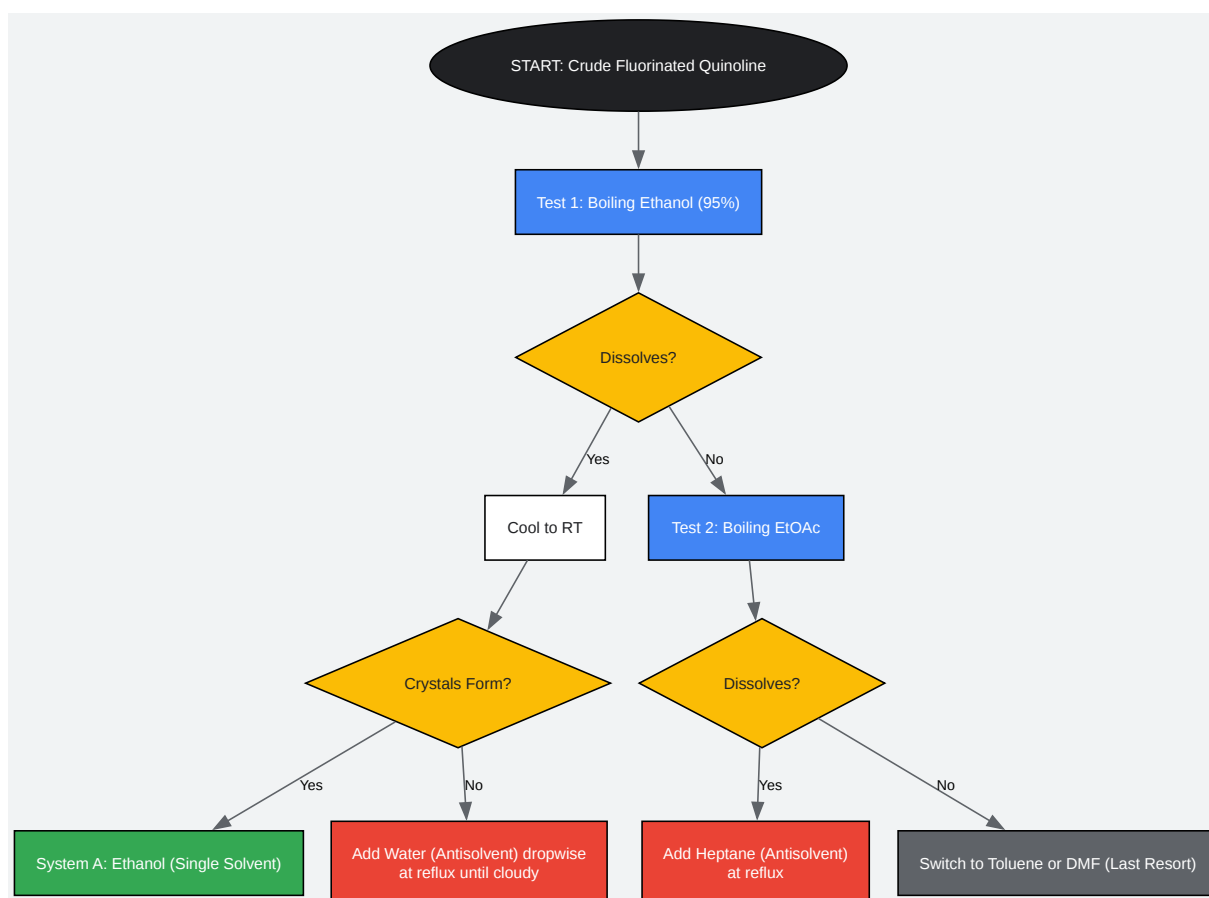 START: Crude Fluorinated Quinoline
Test 1: Boiling Ethanol (95%)
Dissolves?
Yes
No
Cool to RT
Test 2: Boiling EtOAc
Crystals Form?
Dissolves?
Yes
No
Yes
No
System A: Ethanol (Single Solvent)
Add Water (Antisolvent) dropwise
at reflux until cloudy
Add Heptane (Antisolvent)
at reflux
Switch to Toluene or DMF (Last Resort)